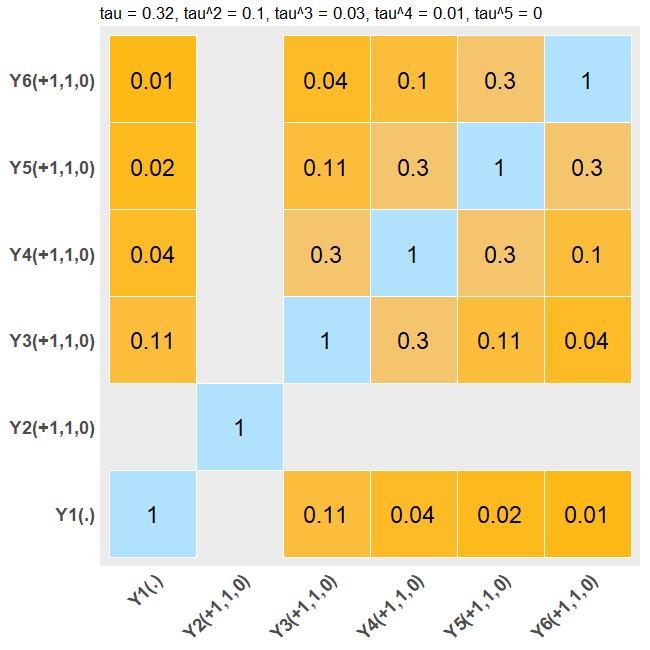 tau = 0.32, tau^2 = 0.1, tau^3 = 0.03, tau^4 = 0.01, tau^5 = 0
Y6(+1,1,0) 0.01 0.04 0.1 0.3 1
Y5(+1,1,0) 0.02 0.11 0.3 1 0.3
Y4(+1,1,0) 0.04 0.3 1 0.3 0.1
Y3(+1,1,0) 0.11 1 0.3 0.11 0.04
Y2(+1,1,0) 1
Y1(.) 1 0.11 0.04 0.02 0.01
Y1(.) Y2(+1,1,0) Y3(+1,1,0) Y4(+1,1,0) Y5(+1,1,0) Y6(+1,1,0)